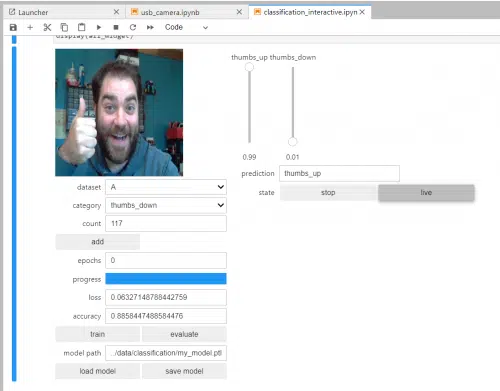 Launcher
usb_camera.ipynb
classification_interactive.ipyn
Code
display(all_widget)
thumbs_up thumbs_down
0.99 0.01
prediction thumbs_up
state stop live
dataset A
category thumbs_down
count 117
add
epochs 0
progress
loss 0.06327148788442759
accuracy 0.8858447488584476
train evaluate
model path ../data/classification/my_model.ptl
load model save model